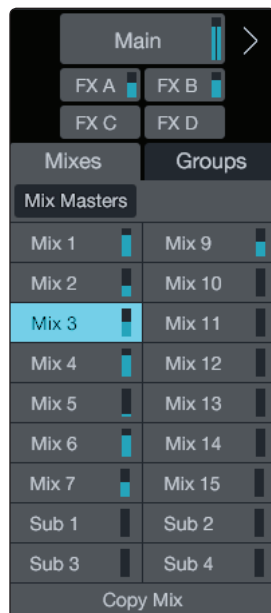 Main
FX A FX B
FX C FX D
Mixes Groups
Mix Masters
Mix 1 Mix 9
Mix 2 Mix 10
Mix 3 Mix 11
Mix 4 Mix 12
Mix 5 Mix 13
Mix 6 Mix 14
Mix 7 Mix 15
Sub 1 Sub 2
Sub 3 Sub 4
Copy Mix